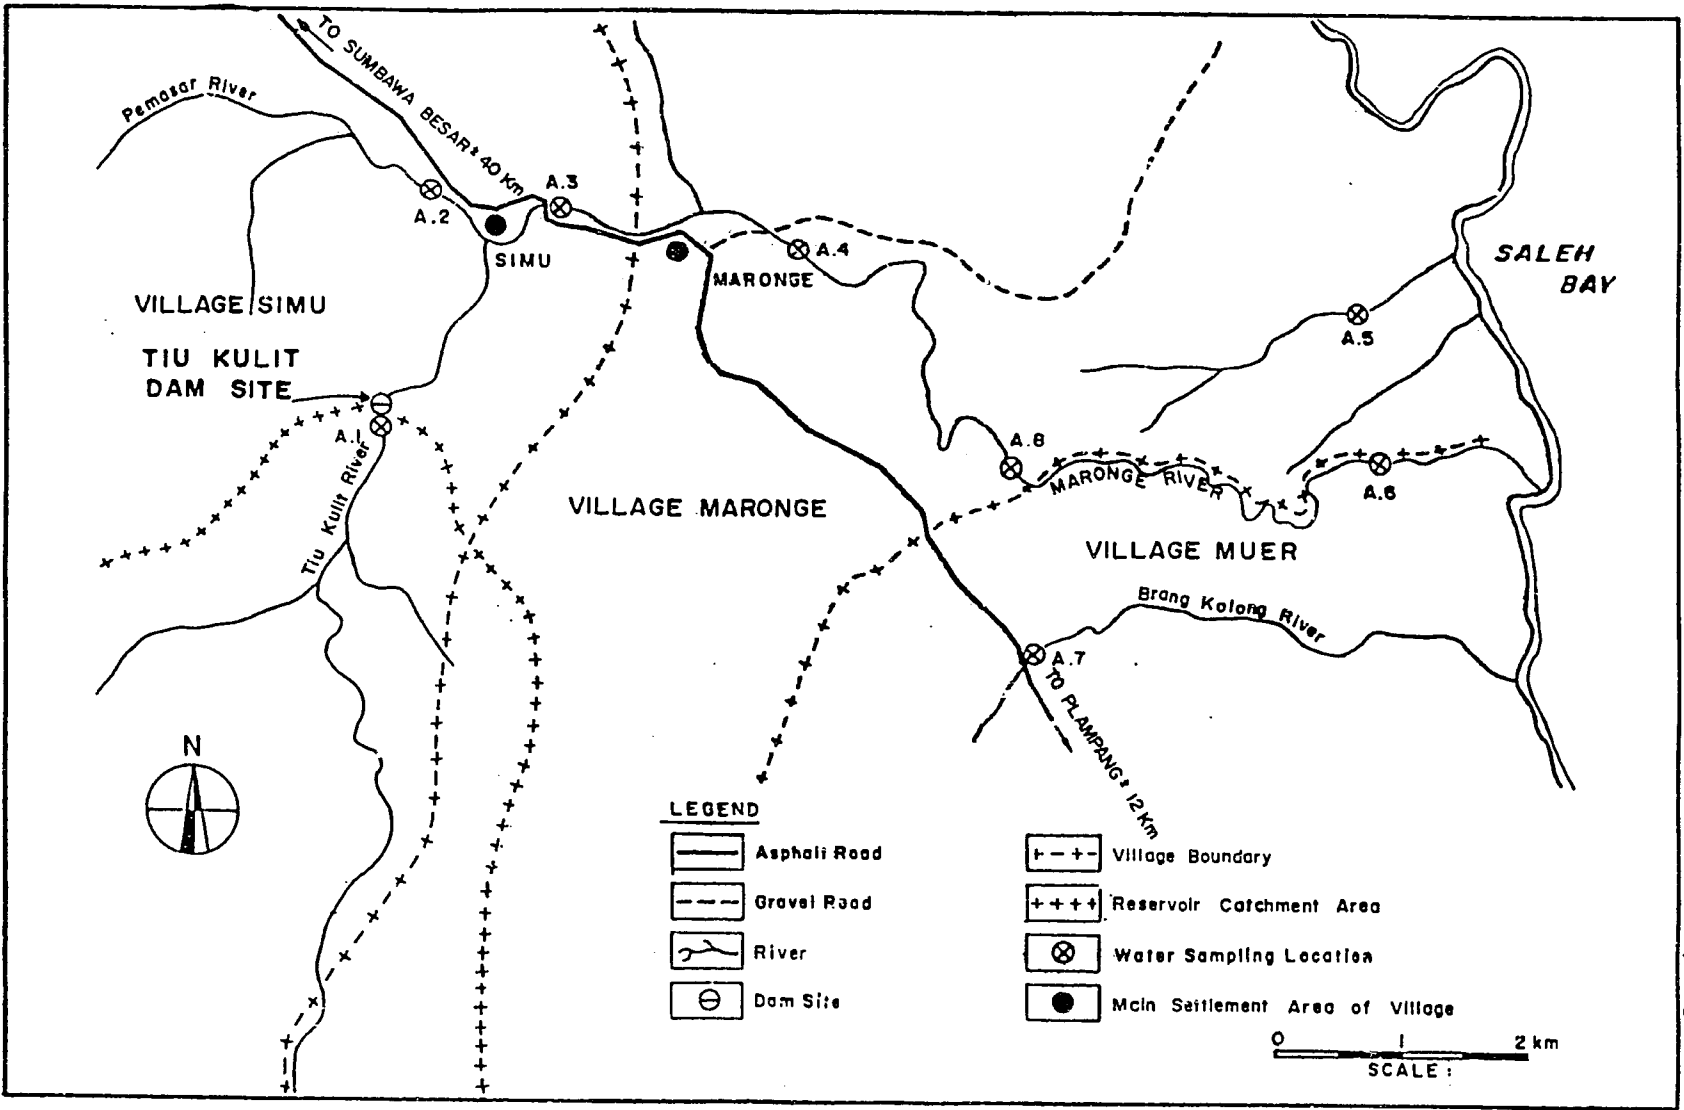 TO SUMBAWA BESAR ± 40 Km
Pemasar River
A.3
A.2
SIMU
A.4
MARONGE
SALEH
BAY
VILLAGE SIMU
A.5
TIU KULIT
DAM SITE
A.1
Tiu Kulit River
A.8
MARONGE RIVER
A.6
VILLAGE MARONGE
VILLAGE MUER
Brang Kolong River
A.7
TO PLAMPANG ± 12 Km
N
LEGEND
Asphalt Road
Gravel Road
River
Dam Site
Village Boundary
Reservoir Catchment Area
Water Sampling Location
Main Settlement Area of Village
0 1 2 km
SCALE :